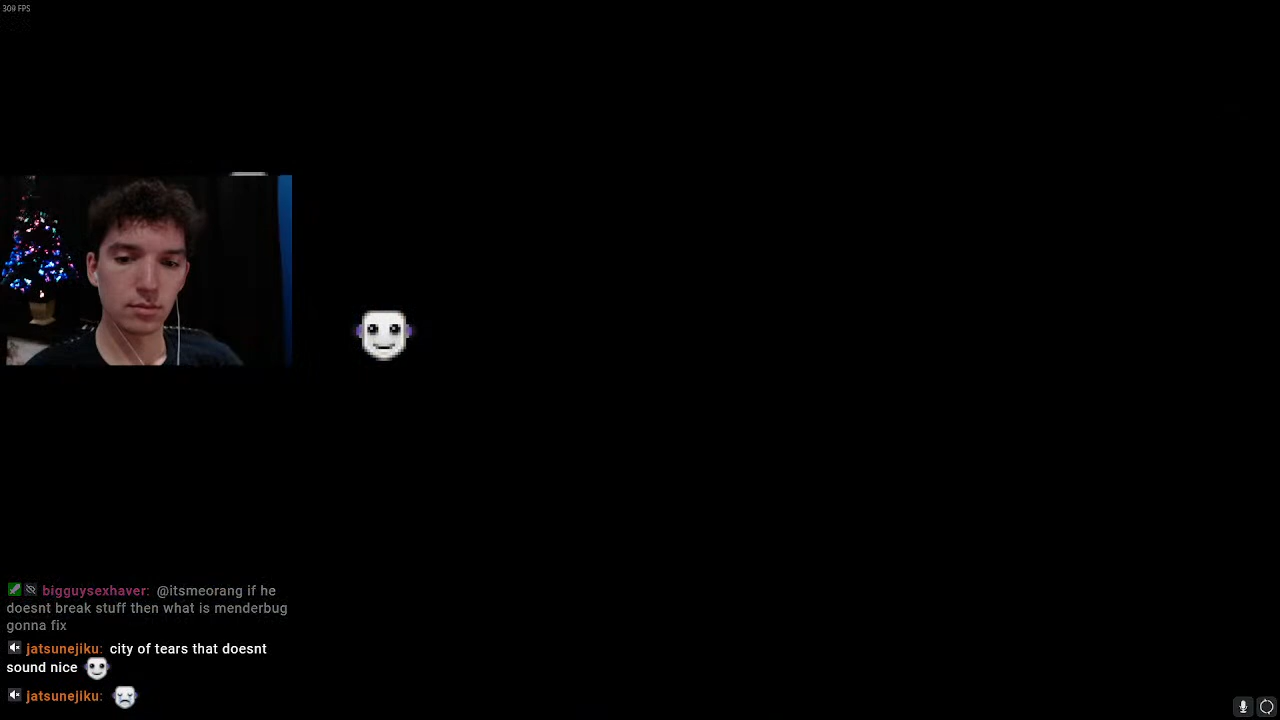 309 FPS
bigguysexhaver: @itsmeorang if he
doesnt break stuff then what is menderbug
gonna fix
jatsunejiku: city of tears that doesnt
sound nice
jatsunejiku: